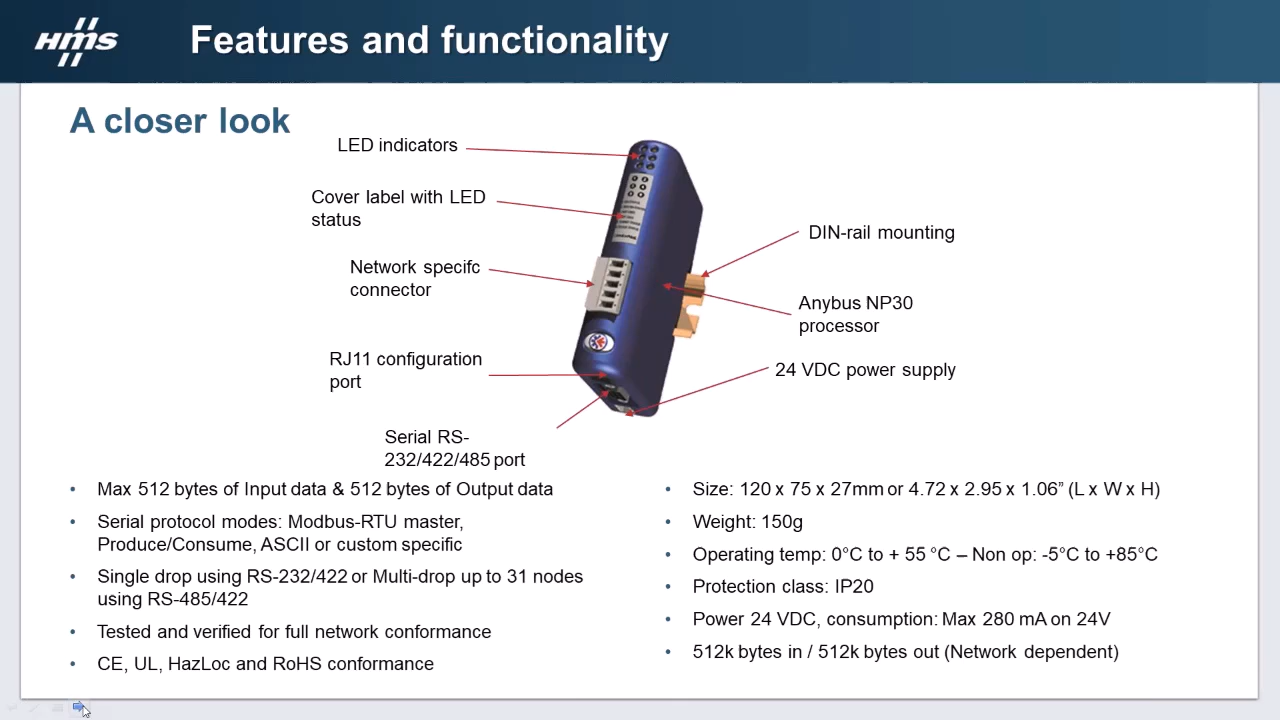 HMS
Features and functionality
A closer look
LED indicators
Cover label with LED
status
Network specifc
connector
RJ11 configuration
port
Serial RS-
232/422/485 port
DIN-rail mounting
Anybus NP30
processor
24 VDC power supply
• Max 512 bytes of Input data & 512 bytes of Output data
• Serial protocol modes: Modbus-RTU master,
Produce/Consume, ASCII or custom specific
• Single drop using RS-232/422 or Multi-drop up to 31 nodes
using RS-485/422
• Tested and verified for full network conformance
• CE, UL, HazLoc and RoHS conformance
• Size: 120 x 75 x 27mm or 4.72 x 2.95 x 1.06” (L x W x H)
• Weight: 150g
• Operating temp: 0°C to + 55 °C – Non op: -5°C to +85°C
• Protection class: IP20
• Power 24 VDC, consumption: Max 280 mA on 24V
• 512k bytes in / 512k bytes out (Network dependent)